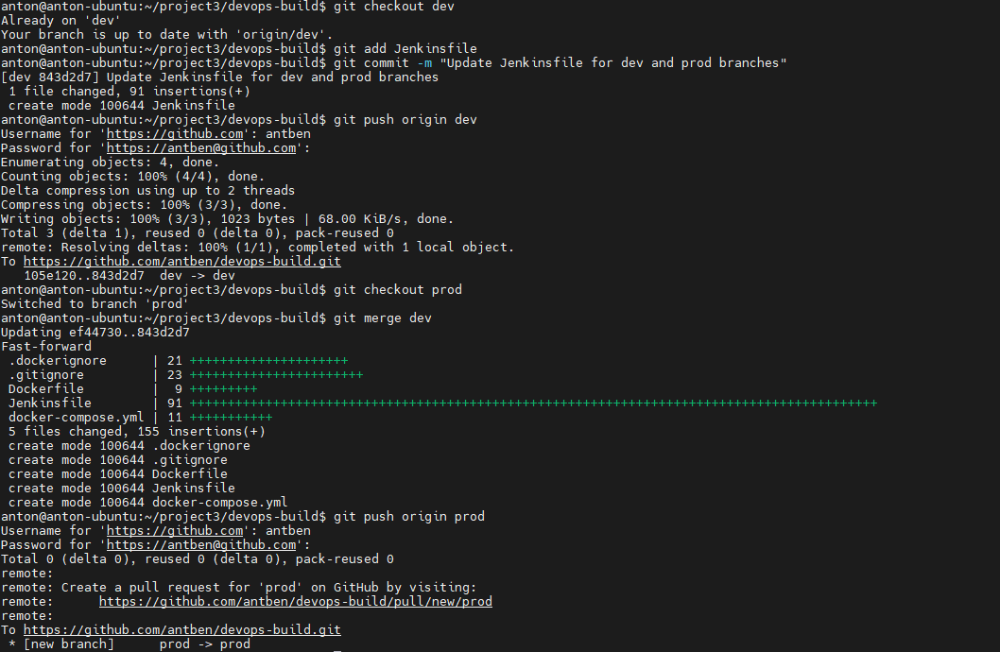 anton@anton-ubuntu:~/project3/devops-build$ git checkout dev
Already on 'dev'
Your branch is up to date with 'origin/dev'.
anton@anton-ubuntu:~/project3/devops-build$ git add Jenkinsfile
anton@anton-ubuntu:~/project3/devops-build$ git commit -m "Update Jenkinsfile for dev and prod branches"
[dev 843d2d7] Update Jenkinsfile for dev and prod branches
 1 file changed, 91 insertions(+)
 create mode 100644 Jenkinsfile
anton@anton-ubuntu:~/project3/devops-build$ git push origin dev
Username for 'https://github.com': antben
Password for 'https://antben@github.com':
Enumerating objects: 4, done.
Counting objects: 100% (4/4), done.
Delta compression using up to 2 threads
Compressing objects: 100% (3/3), done.
Writing objects: 100% (3/3), 1023 bytes | 68.00 KiB/s, done.
Total 3 (delta 1), reused 0 (delta 0), pack-reused 0
remote: Resolving deltas: 100% (1/1), completed with 1 local object.
To https://github.com/antben/devops-build.git
   105e120..843d2d7  dev -> dev
anton@anton-ubuntu:~/project3/devops-build$ git checkout prod
Switched to branch 'prod'
anton@anton-ubuntu:~/project3/devops-build$ git merge dev
Updating ef44730..843d2d7
Fast-forward
 .dockerignore      | 21 +++++++++++++++++++++
 .gitignore         | 23 +++++++++++++++++++++++
 Dockerfile         |  9 +++++++++
 Jenkinsfile        | 91 +++++++++++++++++++++++++++++++++++++++++++++++++++++++++++++++++++++++++++++++++++++++++++
 docker-compose.yml | 11 +++++++++++
 5 files changed, 155 insertions(+)
 create mode 100644 .dockerignore
 create mode 100644 .gitignore
 create mode 100644 Dockerfile
 create mode 100644 Jenkinsfile
 create mode 100644 docker-compose.yml
anton@anton-ubuntu:~/project3/devops-build$ git push origin prod
Username for 'https://github.com': antben
Password for 'https://antben@github.com':
Total 0 (delta 0), reused 0 (delta 0), pack-reused 0
remote:
remote: Create a pull request for 'prod' on GitHub by visiting:
remote:      https://github.com/antben/devops-build/pull/new/prod
remote:
To https://github.com/antben/devops-build.git
 * [new branch]      prod -> prod